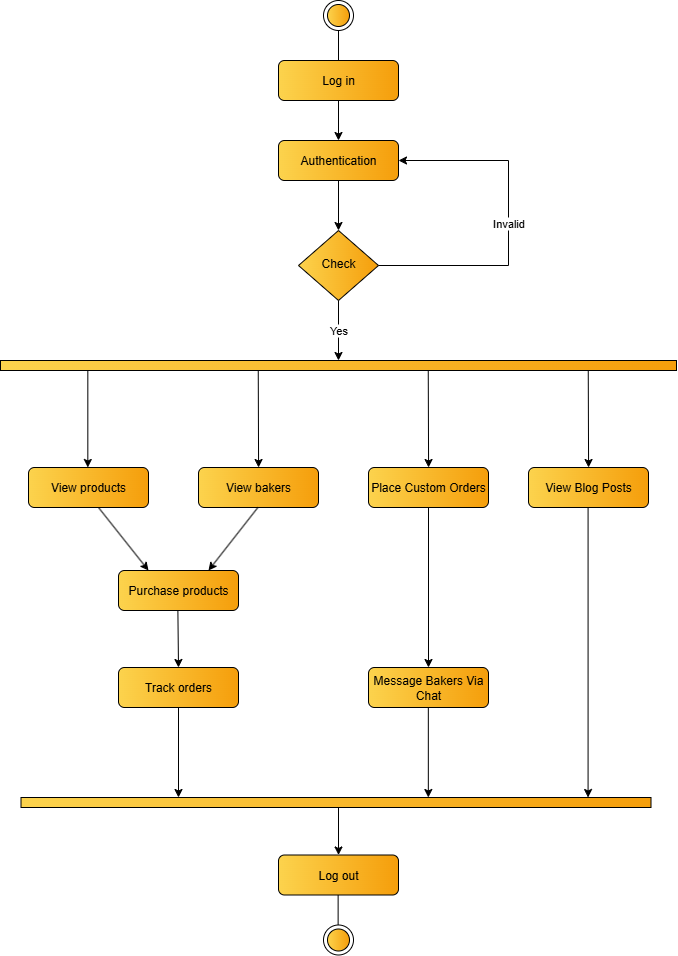 Log in
Authentication
Invalid
Check
Yes
View products
View bakers
Place Custom Orders
View Blog Posts
Purchase products
Track orders
Message Bakers Via
Chat
Log out